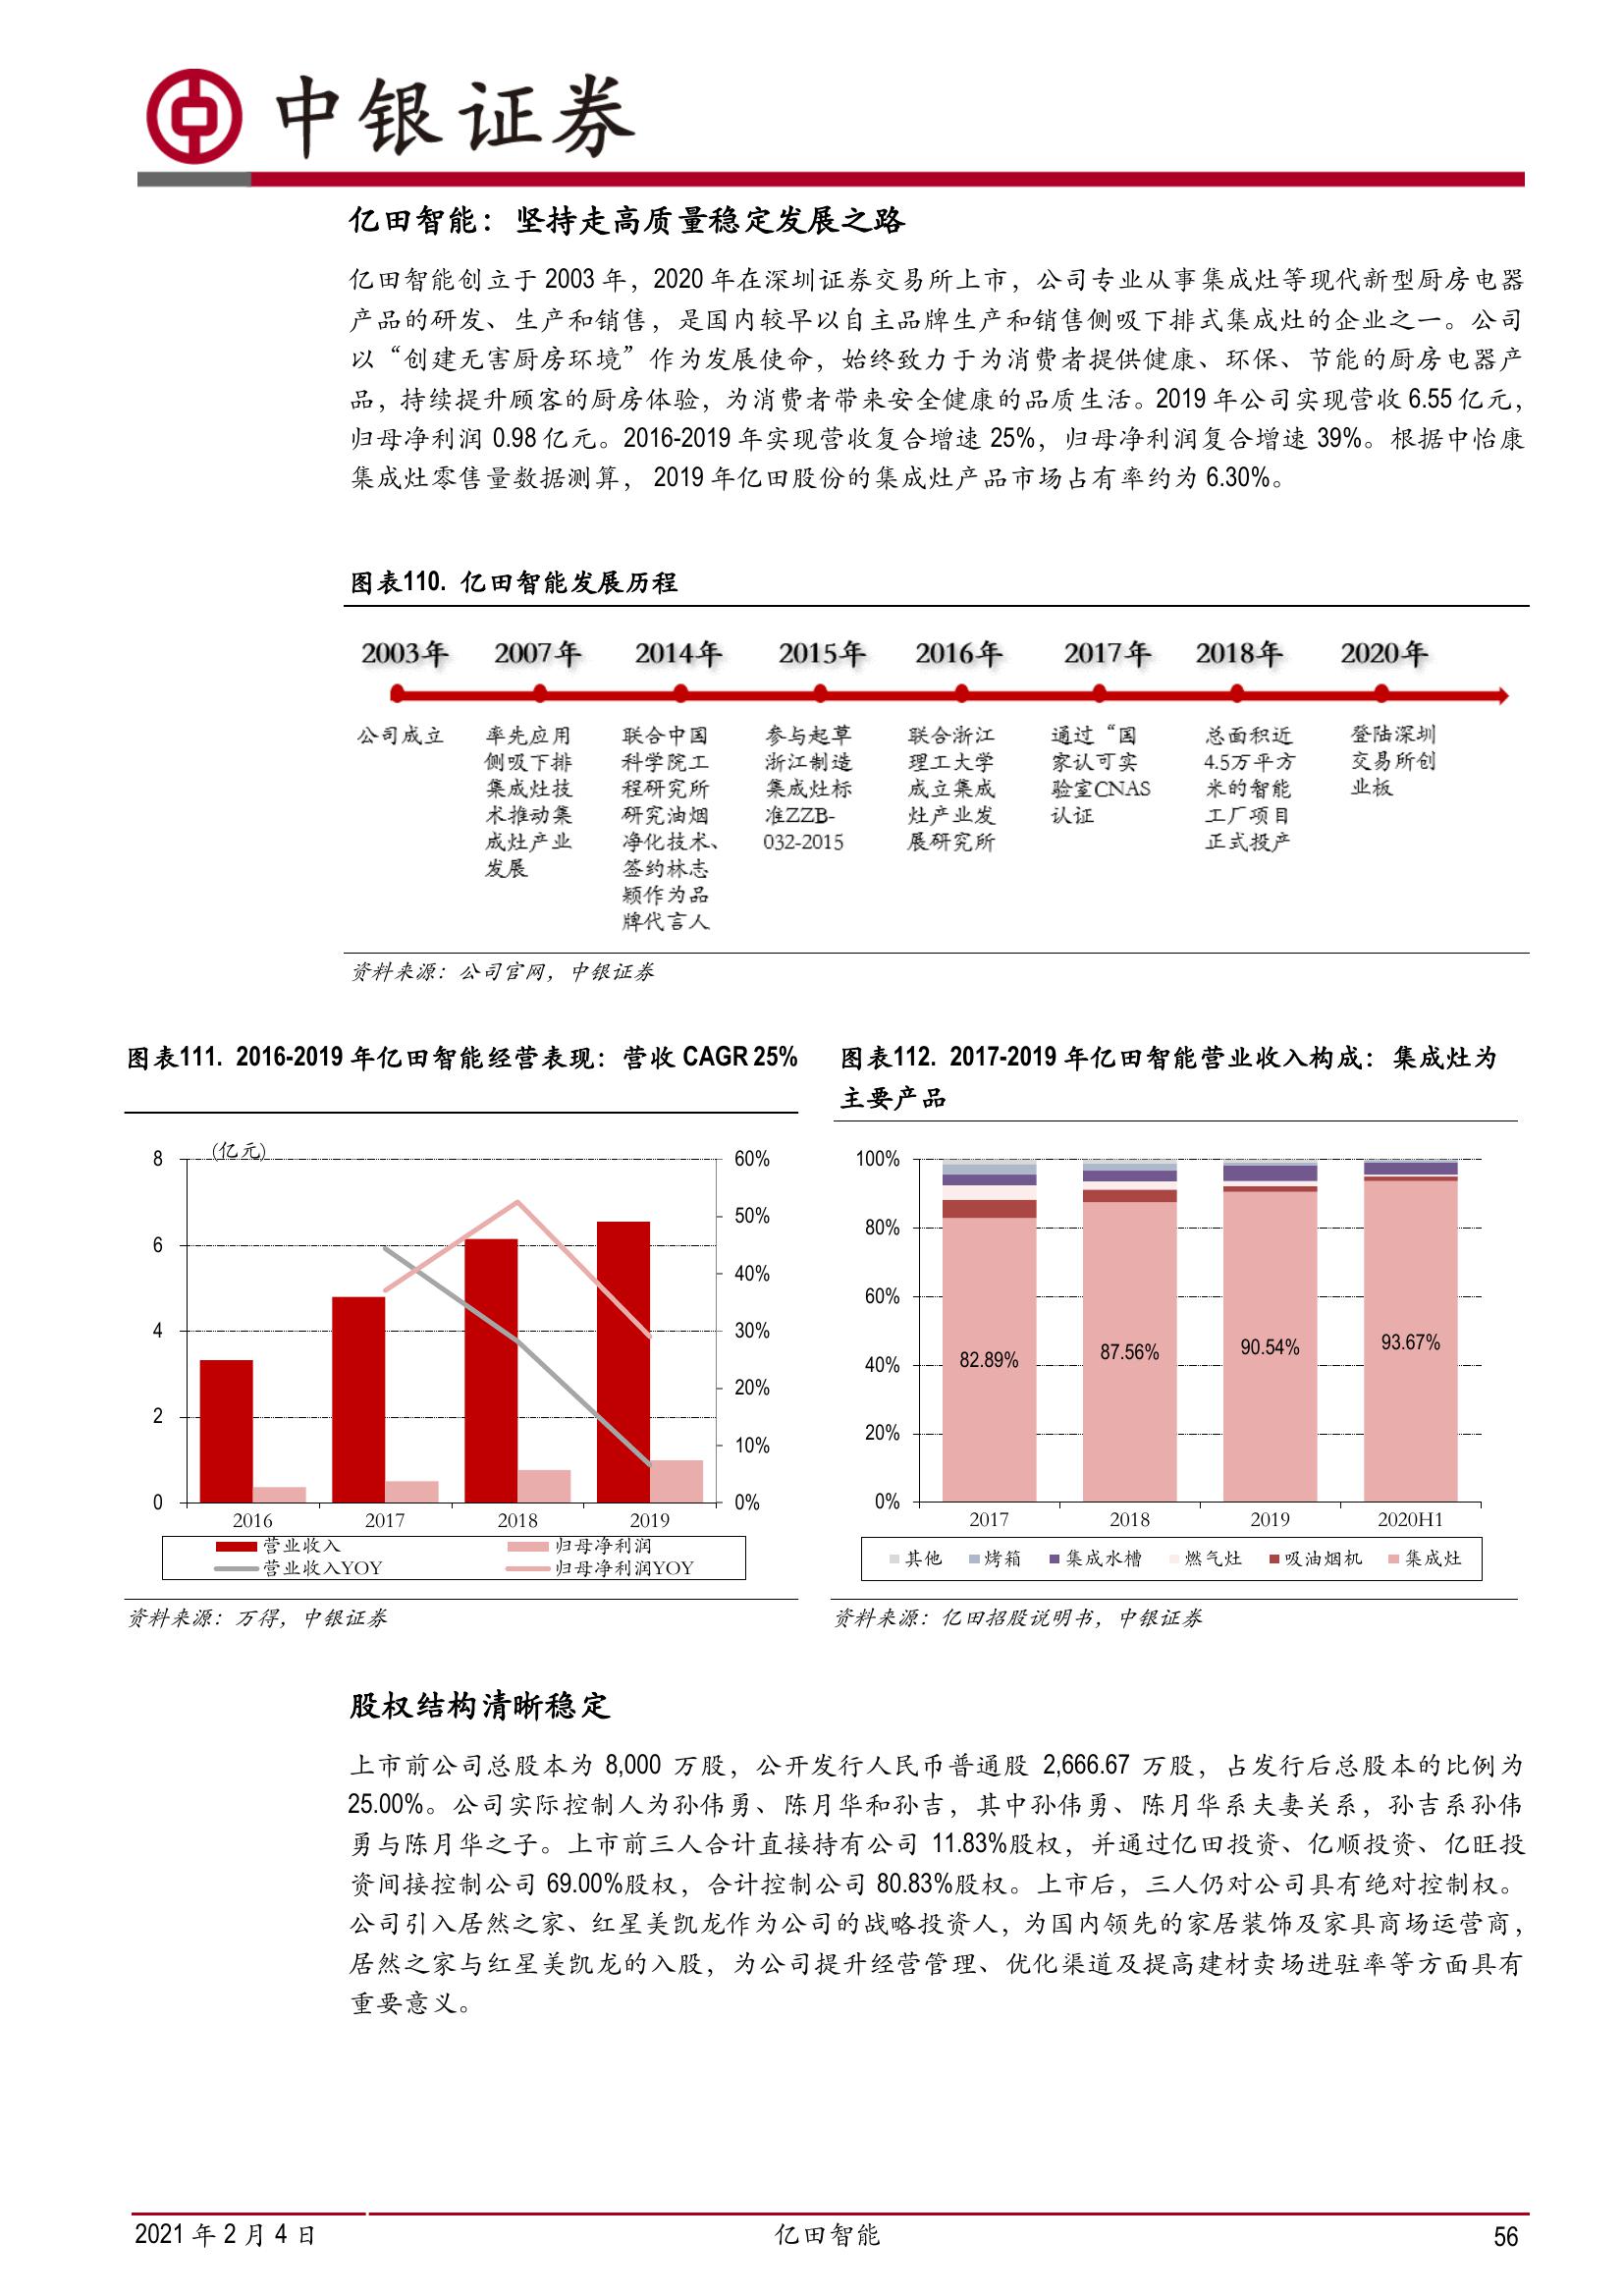 中银证券
亿田智能：坚持走高质量稳定发展之路
亿田智能创立于 2003 年，2020 年在深圳证券交易所上市，公司专业从事集成灶等现代新型厨房电器
产品的研发、生产和销售，是国内较早以自主品牌生产和销售侧吸下排式集成灶的企业之一。公司
以“创建无害厨房环境”作为发展使命，始终致力于为消费者提供健康、环保、节能的厨房电器产
品，持续提升顾客的厨房体验，为消费者带来安全健康的品质生活。2019 年公司实现营收 6.55 亿元，
归母净利润 0.98 亿元。2016-2019 年实现营收复合增速 25%，归母净利润复合增速 39%。根据中怡康
集成灶零售量数据测算， 2019 年亿田股份的集成灶产品市场占有率约为 6.30%。
图表110. 亿田智能发展历程
2003年 2007年 2014年 2015年 2016年 2017年 2018年 2020年
公司成立
率先应用
侧吸下排
集成灶技
术推动集
成灶产业
发展
联合中国
科学院工
程研究所
研究油烟
净化技术、
签约林志
颖作为品
牌代言人
参与起草
浙江制造
集成灶标
准ZZB-
032-2015
联合浙江
理工大学
成立集成
灶产业发
展研究所
通过“国
家认可实
验室CNAS
认证
总面积近
4.5万平方
米的智能
工厂项目
正式投产
登陆深圳
交易所创
业板
资料来源：公司官网，中银证券
图表111. 2016-2019 年亿田智能经营表现：营收 CAGR 25%
(亿元)
8
6
4
2
0
60%
50%
40%
30%
20%
10%
0%
2016 2017 2018 2019
营业收入 归母净利润
营业收入YOY 归母净利润YOY
资料来源：万得，中银证券
图表112. 2017-2019 年亿田智能营业收入构成：集成灶为
主要产品
100%
80%
60%
40%
20%
0%
82.89% 87.56% 90.54% 93.67%
2017 2018 2019 2020H1
其他 烤箱 集成水槽 燃气灶 吸油烟机 集成灶
资料来源：亿田招股说明书，中银证券
股权结构清晰稳定
上市前公司总股本为 8,000 万股，公开发行人民币普通股 2,666.67 万股，占发行后总股本的比例为
25.00%。公司实际控制人为孙伟勇、陈月华和孙吉，其中孙伟勇、陈月华系夫妻关系，孙吉系孙伟
勇与陈月华之子。上市前三人合计直接持有公司 11.83%股权，并通过亿田投资、亿顺投资、亿旺投
资间接控制公司 69.00%股权，合计控制公司 80.83%股权。上市后，三人仍对公司具有绝对控制权。
公司引入居然之家、红星美凯龙作为公司的战略投资人，为国内领先的家居装饰及家具商场运营商，
居然之家与红星美凯龙的入股，为公司提升经营管理、优化渠道及提高建材卖场进驻率等方面具有
重要意义。
2021 年 2 月 4 日 亿田智能 56